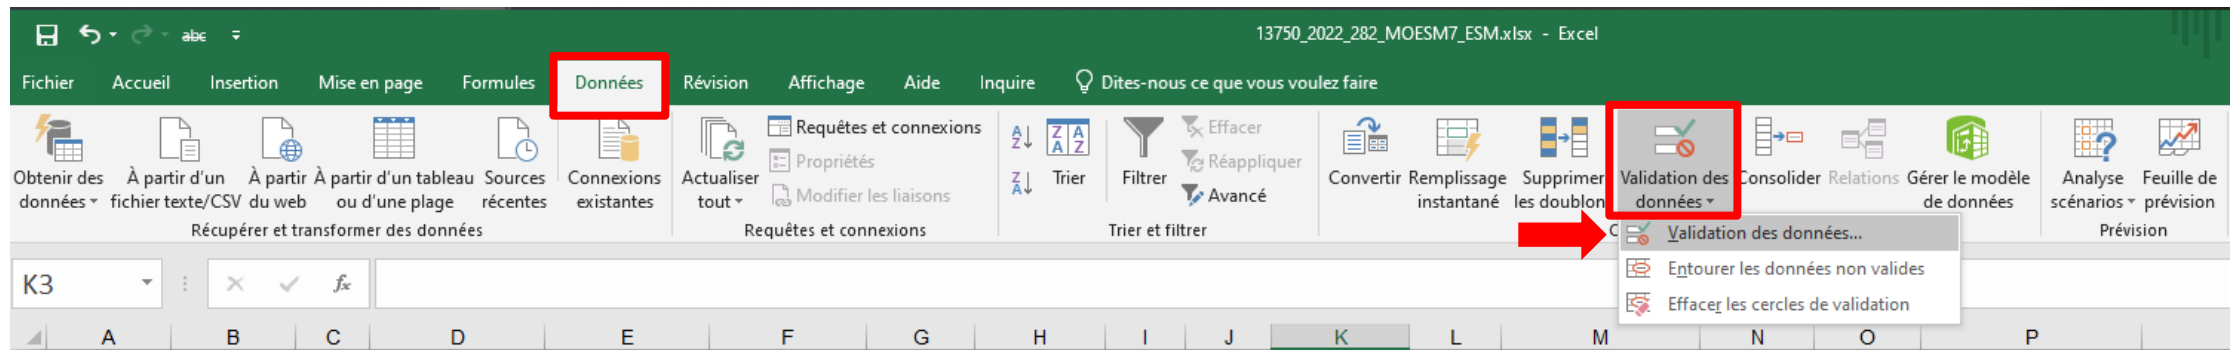 abc
13750_2022_282_MOESM7_ESM.xlsx - Excel
Fichier Accueil Insertion Mise en page Formules Données Révision Affichage Aide Inquire Dites-nous ce que vous voulez faire
Obtenir des données
À partir d'un fichier texte/CSV
À partir du web
À partir d'un tableau ou d'une plage
Sources récentes
Connexions existantes
Récupérer et transformer des données
Actualiser tout
Requêtes et connexions
Propriétés
Modifier les liaisons
Requêtes et connexions
Trier
Filtrer
Effacer
Réappliquer
Avancé
Trier et filtrer
Convertir
Remplissage instantané
Supprimer les doublon
Validation des données
Consolider
Relations
Gérer le modèle de données
Analyse scénarios
Feuille de prévision
Prévision
Validation des données...
Entourer les données non valides
Effacer les cercles de validation
K3
fx
A B C D E F G H I J K L M N O P